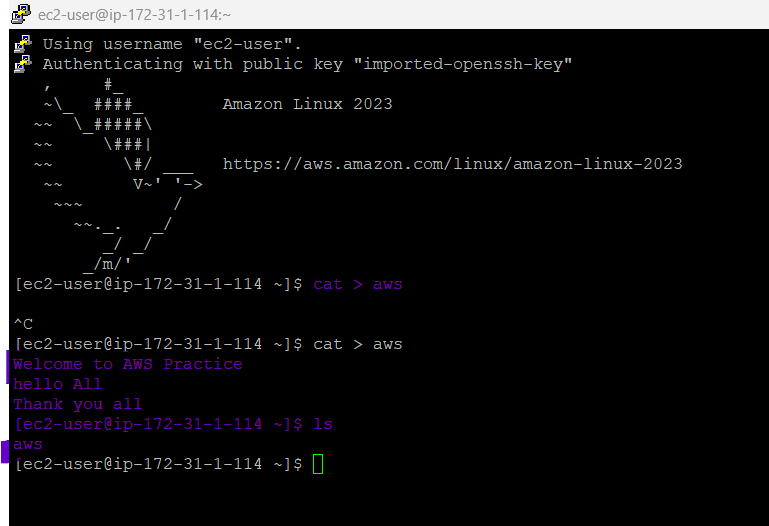 ec2-user@ip-172-31-1-114:~
Using username "ec2-user".
Authenticating with public key "imported-openssh-key"
   ,     #_
   ~\_  ####_        Amazon Linux 2023
  ~~  \_#####\
  ~~     \###|
  ~~       \#/ ___   https://aws.amazon.com/linux/amazon-linux-2023
   ~~       V~' '->
    ~~~         /
      ~~._.   _/
         _/ _/
       _/m/'
[ec2-user@ip-172-31-1-114 ~]$ cat > aws
^C
[ec2-user@ip-172-31-1-114 ~]$ cat > aws
Welcome to AWS Practice
hello All
Thank you all
[ec2-user@ip-172-31-1-114 ~]$ ls
aws
[ec2-user@ip-172-31-1-114 ~]$